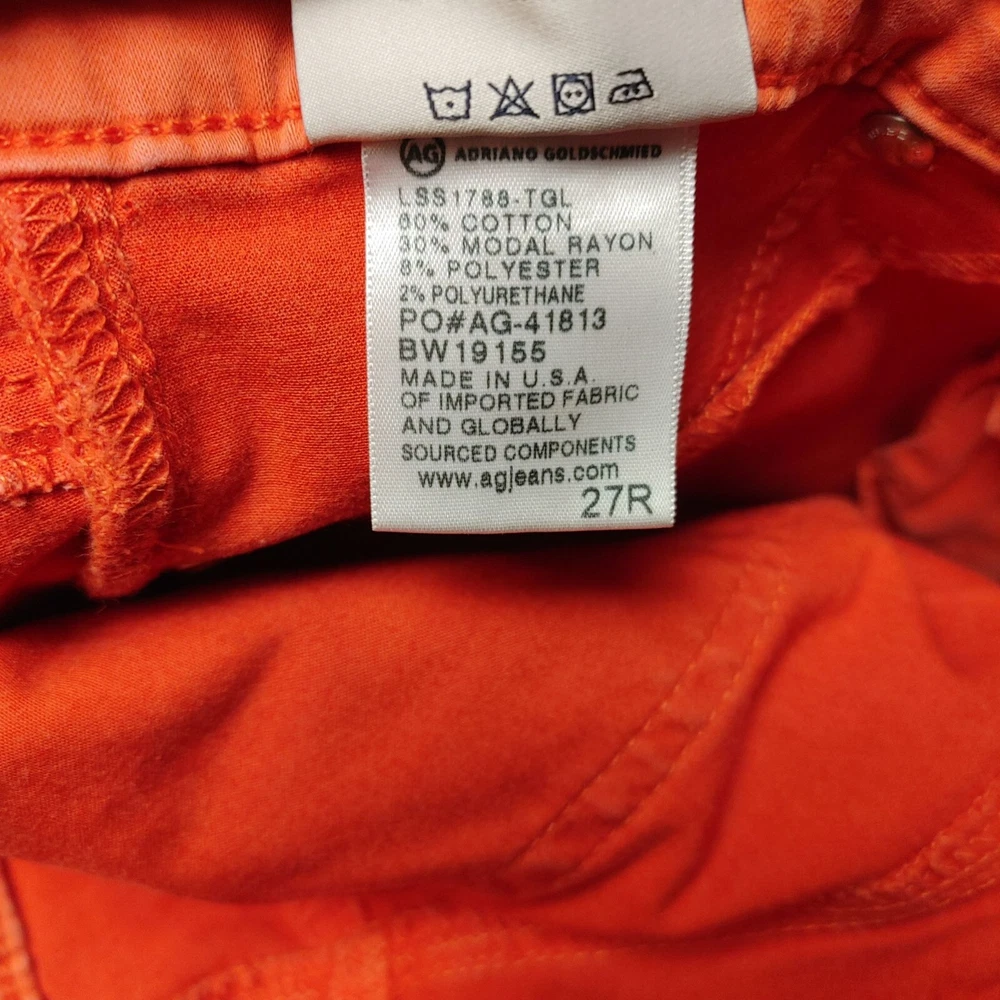 AG ADRIANO GOLDSCHMIED
LSS1788-TGL
60% COTTON
30% MODAL RAYON
8% POLYESTER
2% POLYURETHANE
PO#AG-41813
BW19155
MADE IN U.S.A.
OF IMPORTED FABRIC
AND GLOBALLY
SOURCED COMPONENTS
www.agjeans.com
27R